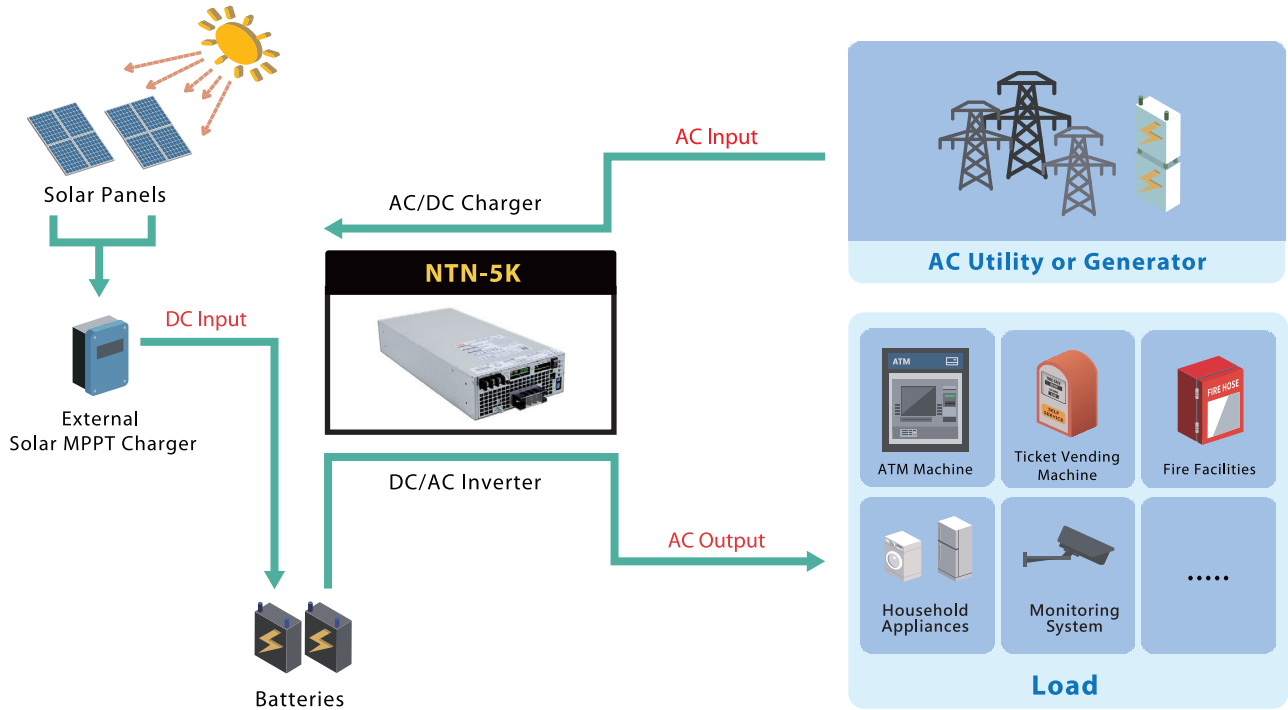 Solar Panels
AC Input
AC/DC Charger
NTN-5K
AC Utility or Generator
DC Input
External
Solar MPPT Charger
DC/AC Inverter
AC Output
Batteries
ATM
ATM Machine
SELF
SERVICE
Ticket Vending
Machine
FIRE HOSE
Fire Facilities
Household
Appliances
Monitoring
System
.....
Load